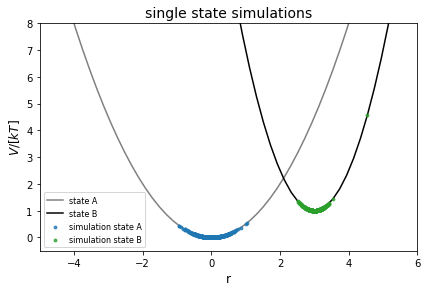 single state simulations
V/[kT]
8
7
6
5
4
3
2
1
0
state A
state B
simulation state A
simulation state B
−4 −2 0 2 4 6
r